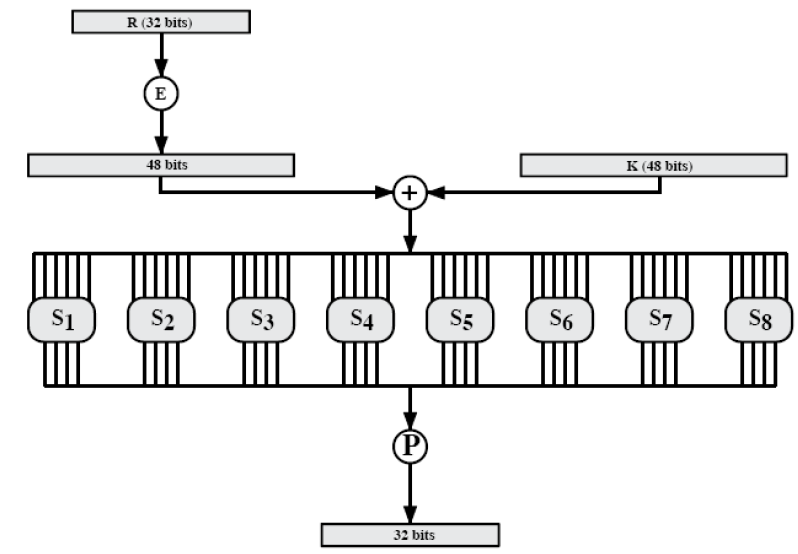 R (32 bits)
E
48 bits
K (48 bits)
+
S1 S2 S3 S4 S5 S6 S7 S8
P
32 bits